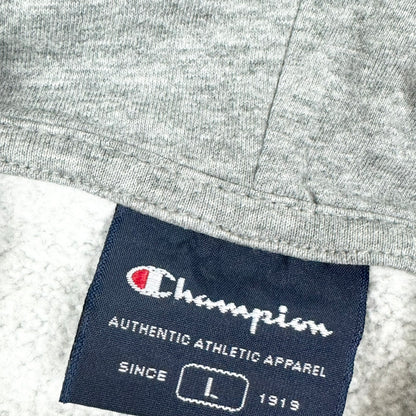 Champion
AUTHENTIC ATHLETIC APPAREL
SINCE L 1919